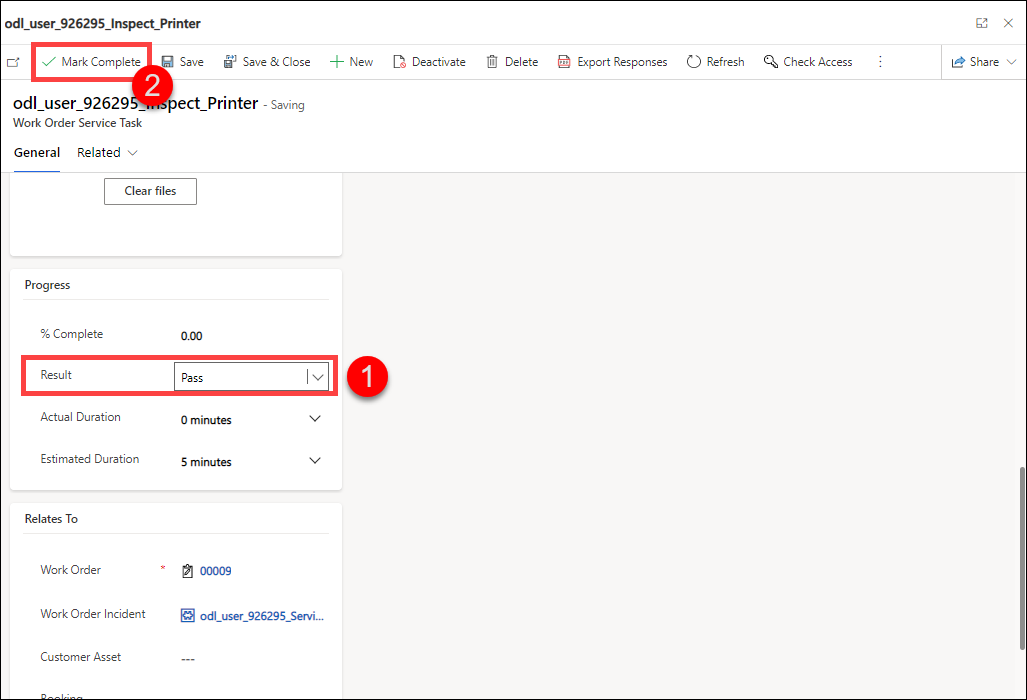 odl_user_926295_Inspect_Printer
Mark Complete Save Save & Close New Deactivate Delete Export Responses Refresh Check Access Share
2
odl_user_926295_Inspect_Printer - Saving
Work Order Service Task
General Related
Clear files
Progress
% Complete 0.00
Result Pass
1
Actual Duration 0 minutes
Estimated Duration 5 minutes
Relates To
Work Order * 00009
Work Order Incident odl_user_926295_Servi...
Customer Asset ---
Booking